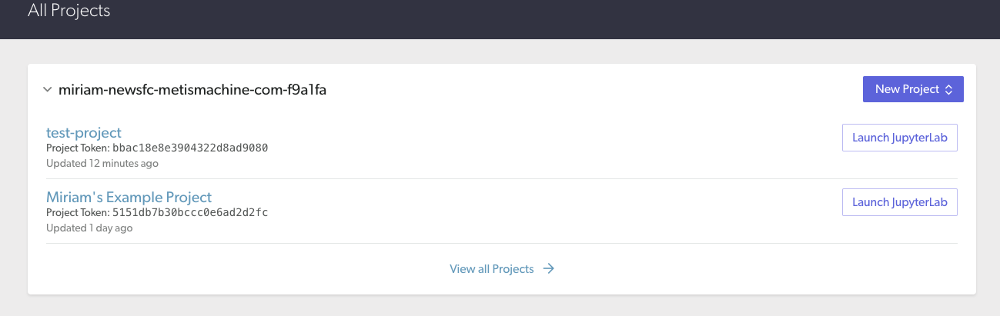 All Projects
miriam-newsfc-metismachine-com-f9a1fa
New Project
test-project
Project Token: bbac18e8e3904322d8ad9080
Updated 12 minutes ago
Launch JupyterLab
Miriam's Example Project
Project Token: 5151db7b30bccc0e6ad2d2fc
Updated 1 day ago
Launch JupyterLab
View all Projects